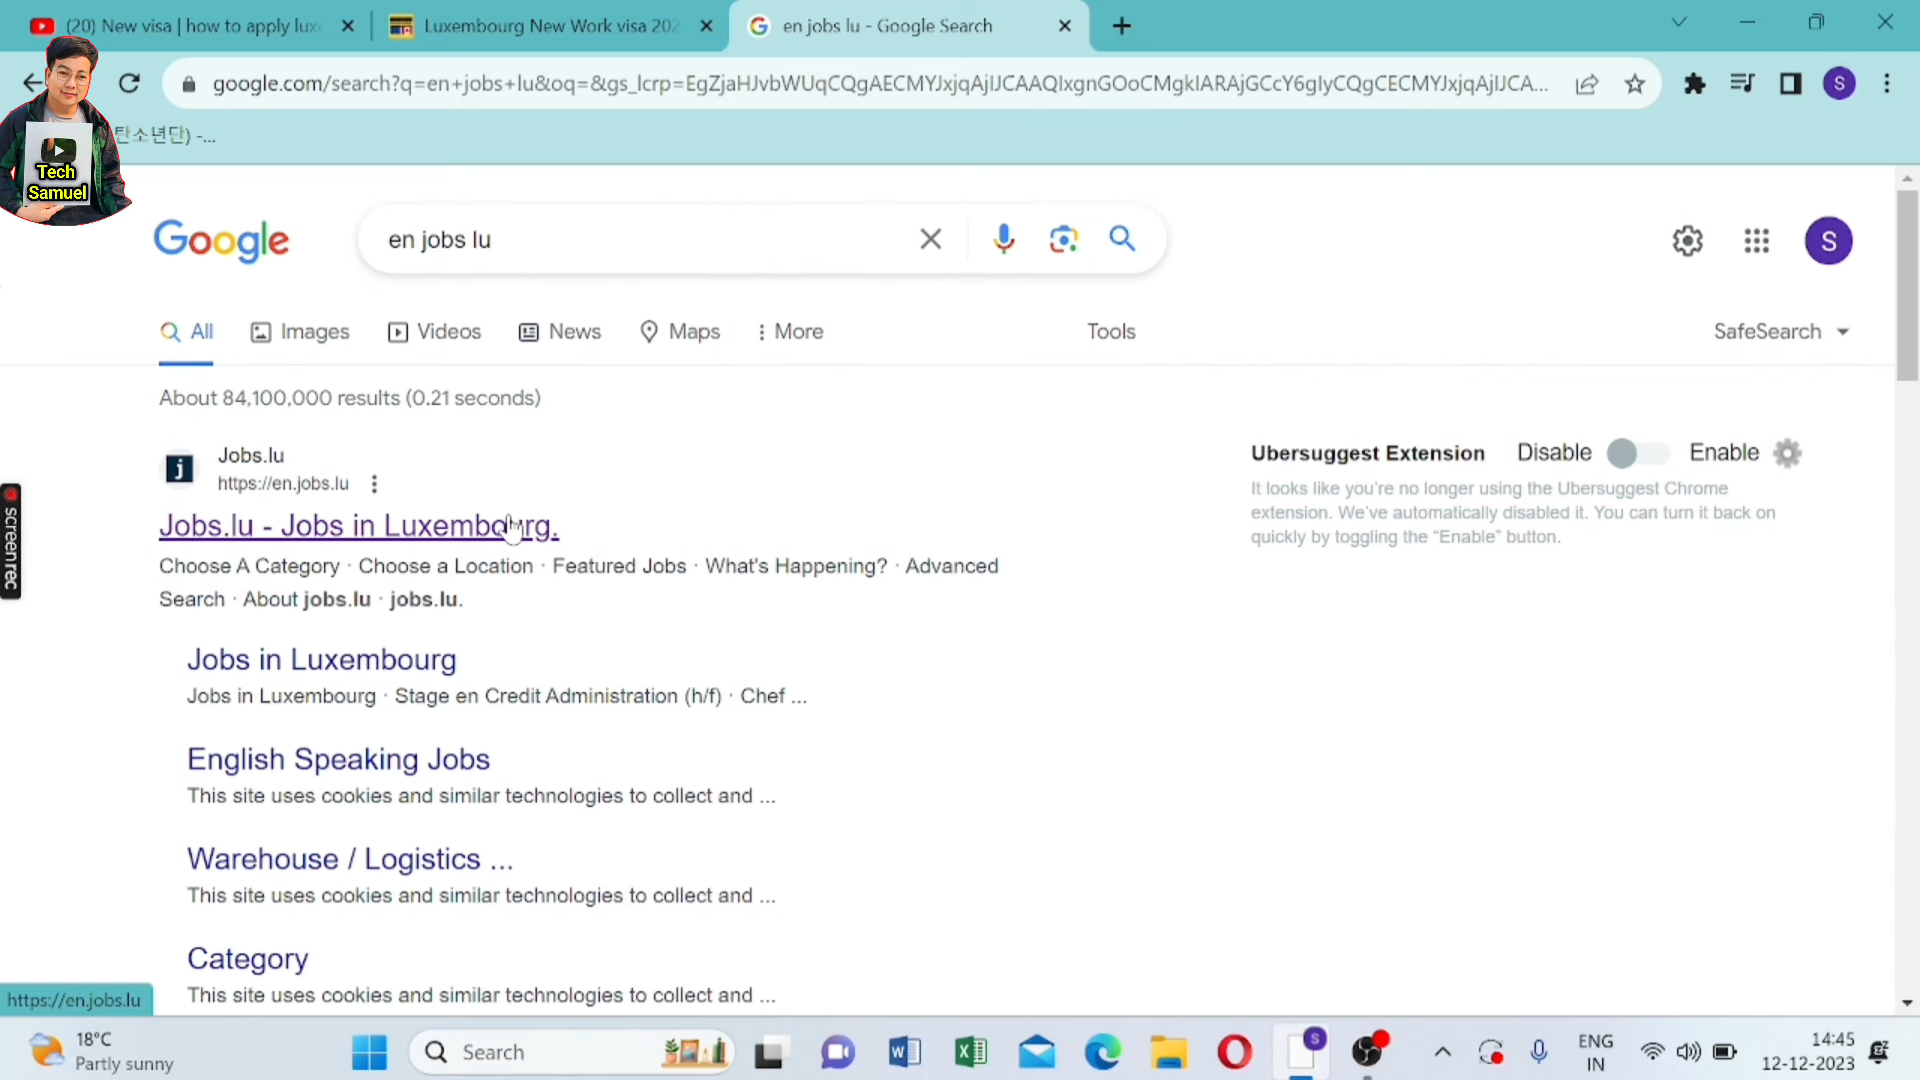 (20) New visa | how to apply lux
Luxembourg New Work visa 202
en jobs lu - Google Search
google.com/search?q=en+jobs+lu&oq=&gs_lcrp=EgZjaHJvbWUqCQgAECMYJxjqAjIJCAAQIxgnGOoCMgkIARAjGCcY6gIyCQgCECMYJxjqAjIJCA...
탄소년단) -...
Tech
Samuel
Google
en jobs lu
S
All
Images
Videos
News
Maps
More
Tools
SafeSearch
About 84,100,000 results (0.21 seconds)
Jobs.lu
https://en.jobs.lu
Jobs.lu - Jobs in Luxembourg.
Choose A Category · Choose a Location · Featured Jobs · What's Happening? · Advanced
Search · About jobs.lu · jobs.lu.
Ubersuggest Extension Disable Enable
It looks like you're no longer using the Ubersuggest Chrome
extension. We've automatically disabled it. You can turn it back on
quickly by toggling the “Enable” button.
screenrec
Jobs in Luxembourg
Jobs in Luxembourg · Stage en Credit Administration (h/f) · Chef ...
English Speaking Jobs
This site uses cookies and similar technologies to collect and ...
Warehouse / Logistics ...
This site uses cookies and similar technologies to collect and ...
Category
This site uses cookies and similar technologies to collect and ...
https://en.jobs.lu
18°C
Partly sunny
Search
ENG
IN
14:45
12-12-2023